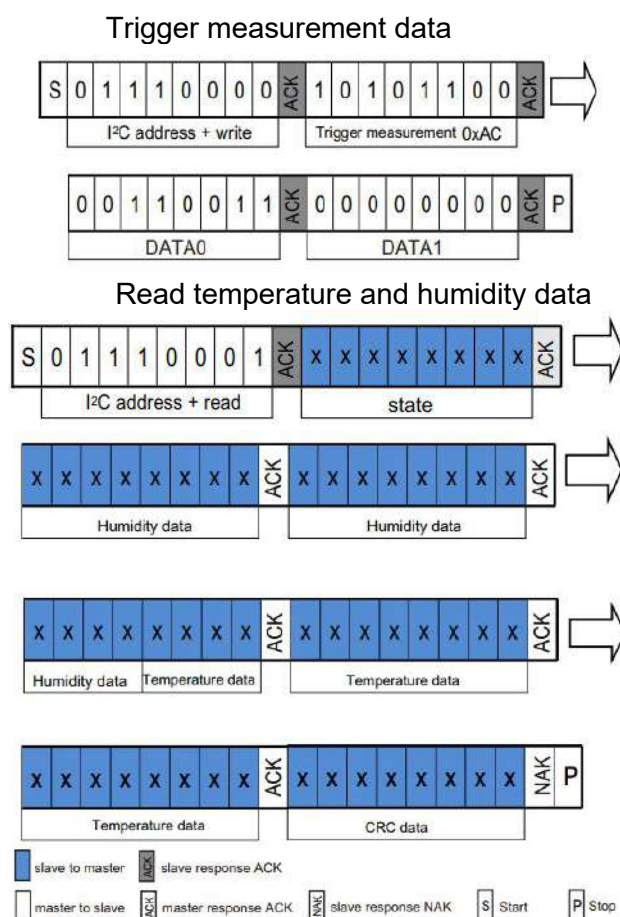 Trigger measurement data
S 0 1 1 1 0 0 0 0 ACK 1 0 1 0 1 1 0 0 ACK
I²C address + write Trigger measurement 0xAC
0 0 1 1 0 0 1 1 ACK 0 0 0 0 0 0 0 0 ACK P
DATA0 DATA1
Read temperature and humidity data
S 0 1 1 1 0 0 0 1 ACK x x x x x x x x ACK
I²C address + read state
X X X X X X X X ACK X X X X X X X X ACK
Humidity data Humidity data
X X X X X X X X ACK X X X X X X X X ACK
Humidity data Temperature data Temperature data
X X X X X X X X ACK X X X X X X X X NAK P
Temperature data CRC data
slave to master ACK slave response ACK
master to slave ACK master response ACK NAK slave response NAK S Start P Stop